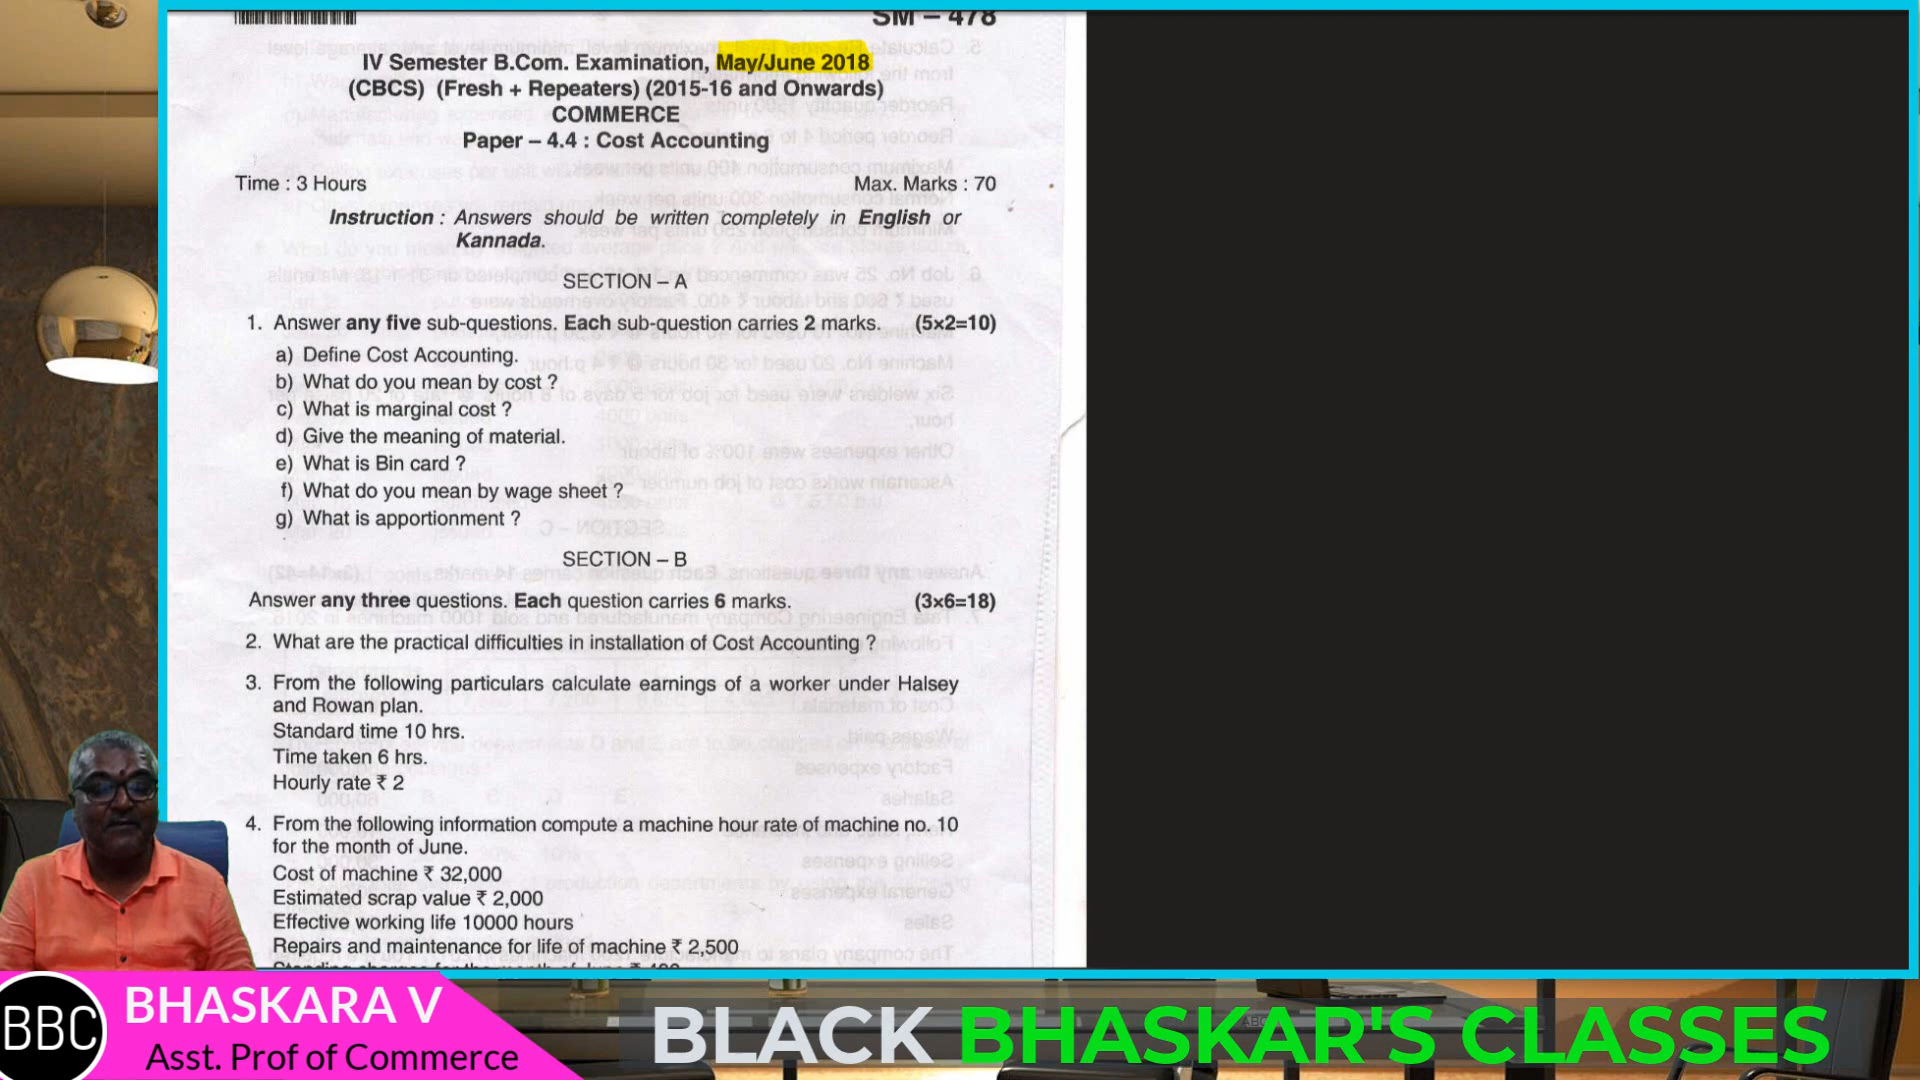 SM – 478
IV Semester B.Com. Examination, May/June 2018
(CBCS) (Fresh + Repeaters) (2015-16 and Onwards)
COMMERCE
Paper – 4.4 : Cost Accounting
Time : 3 Hours Max. Marks : 70
Instruction : Answers should be written completely in English or
Kannada.
SECTION – A
1. Answer any five sub-questions. Each sub-question carries 2 marks. (5×2=10)
a) Define Cost Accounting.
b) What do you mean by cost ?
c) What is marginal cost ?
d) Give the meaning of material.
e) What is Bin card ?
f) What do you mean by wage sheet ?
g) What is apportionment ?
SECTION – B
Answer any three questions. Each question carries 6 marks. (3×6=18)
2. What are the practical difficulties in installation of Cost Accounting ?
3. From the following particulars calculate earnings of a worker under Halsey
and Rowan plan.
Standard time 10 hrs.
Time taken 6 hrs.
Hourly rate ₹ 2
4. From the following information compute a machine hour rate of machine no. 10
for the month of June.
Cost of machine ₹ 32,000
Estimated scrap value ₹ 2,000
Effective working life 10000 hours
Repairs and maintenance for life of machine ₹ 2,500
BBC
BHASKARA V
Asst. Prof of Commerce
BLACK BHASKAR'S CLASSES